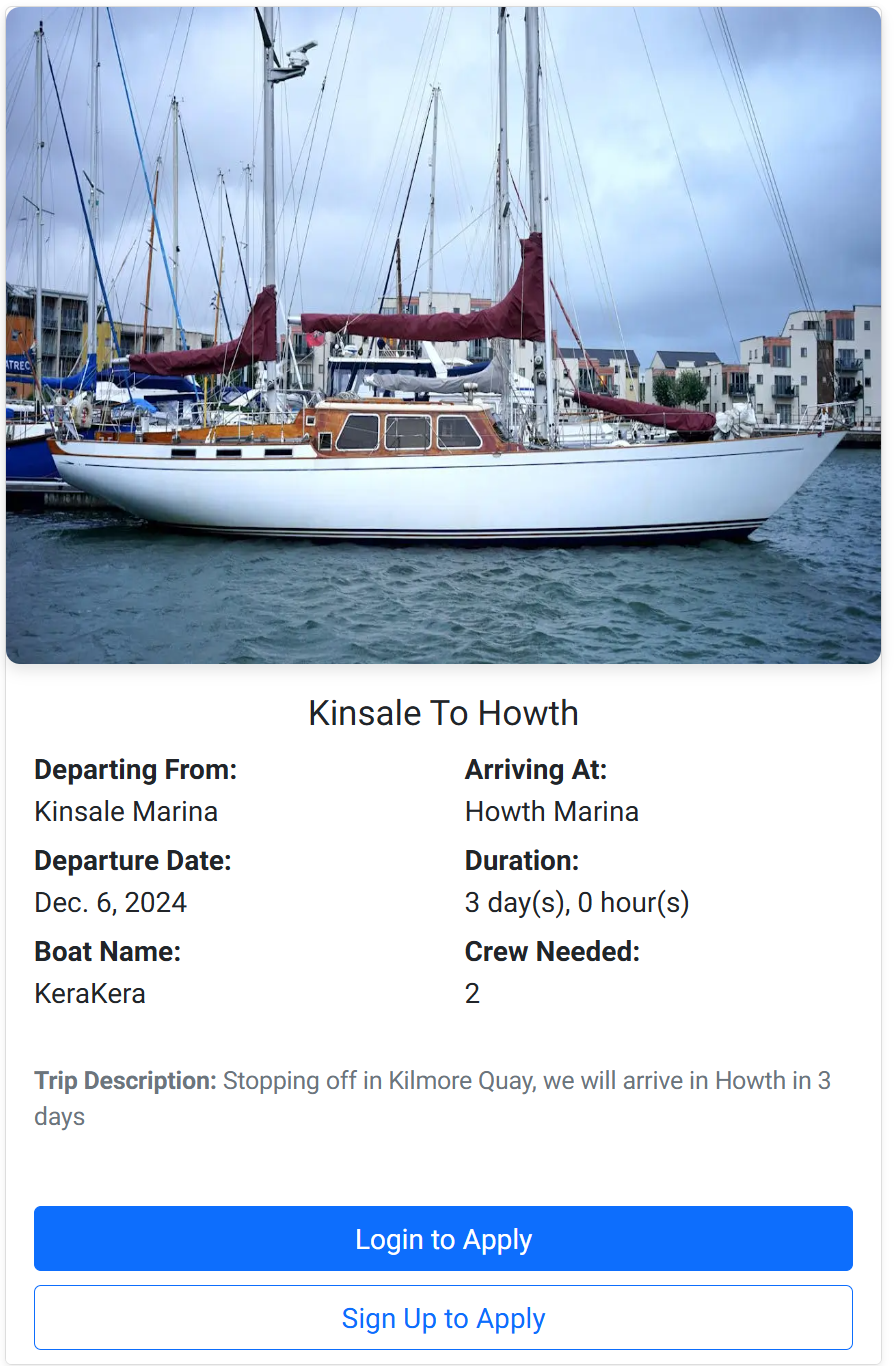 ATREC
Kinsale To Howth
Departing From:
Kinsale Marina
Arriving At:
Howth Marina
Departure Date:
Dec. 6, 2024
Duration:
3 day(s), 0 hour(s)
Boat Name:
KeraKera
Crew Needed:
2
Trip Description: Stopping off in Kilmore Quay, we will arrive in Howth in 3
days
Login to Apply
Sign Up to Apply